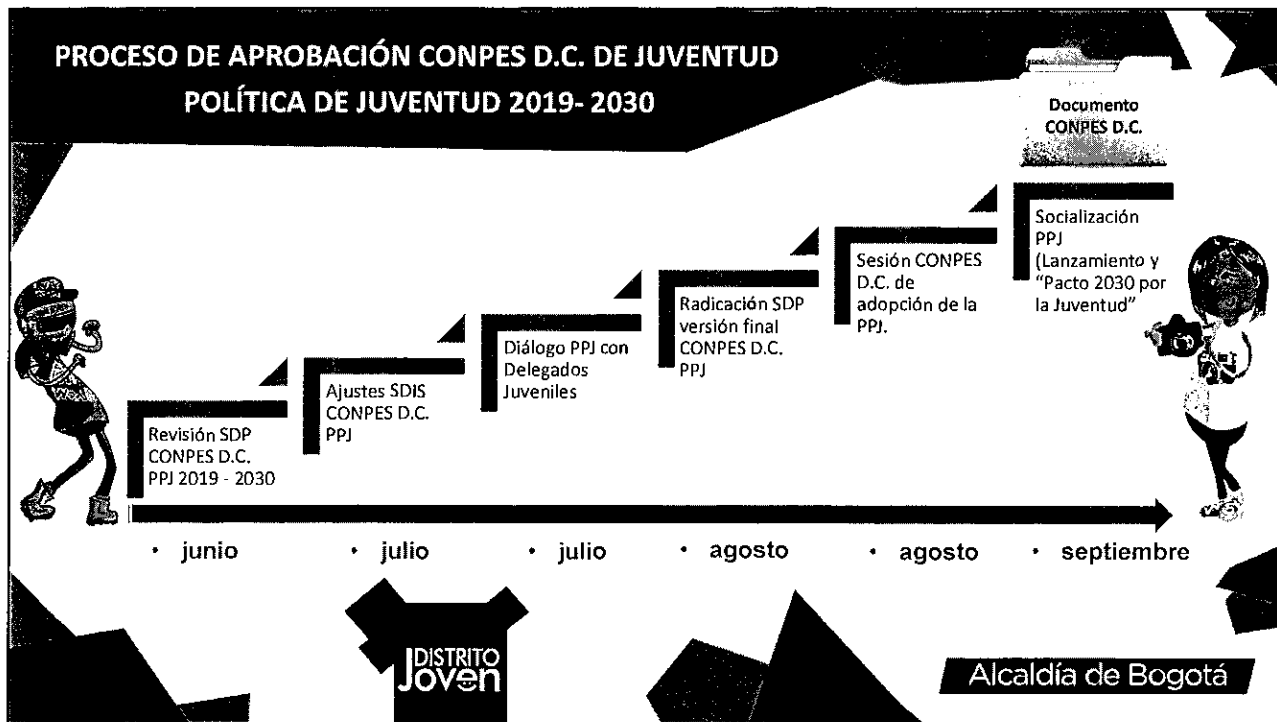 PROCESO DE APROBACIÓN CONPES D.C. DE JUVENTUD
POLÍTICA DE JUVENTUD 2019- 2030
Documento
CONPES D.C.
Revisión SDP
CONPES D.C.
PPJ 2019 - 2030
Ajustes SDIS
CONPES D.C.
PPJ
Diálogo PPJ con
Delegados
Juveniles
Radicación SDP
versión final
CONPES D.C.
PPJ
Sesión CONPES
D.C. de
adopción de la
PPJ.
Socialización
PPJ
(Lanzamiento y
“Pacto 2030 por
la Juventud”
• junio
• julio
• julio
• agosto
• agosto
• septiembre
DISTRITO
Joven
Alcaldía de Bogotá